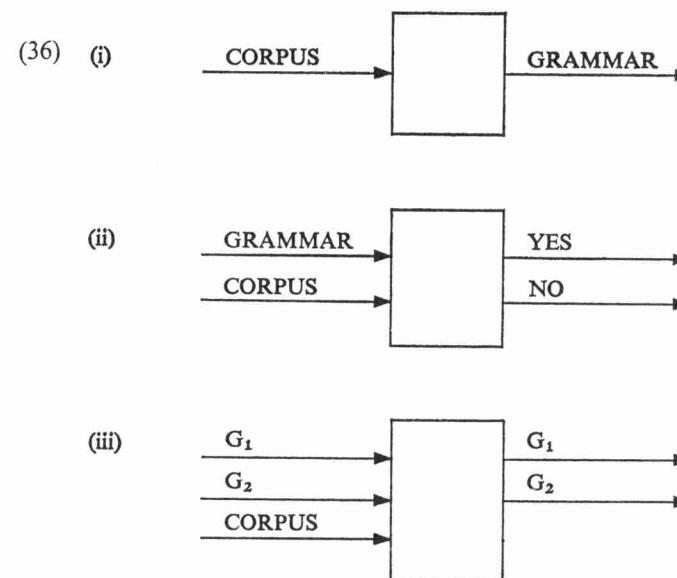 (36) (i) CORPUS GRAMMAR
(ii) GRAMMAR YES
CORPUS NO
(iii) G₁ G₁
G₂ G₂
CORPUS